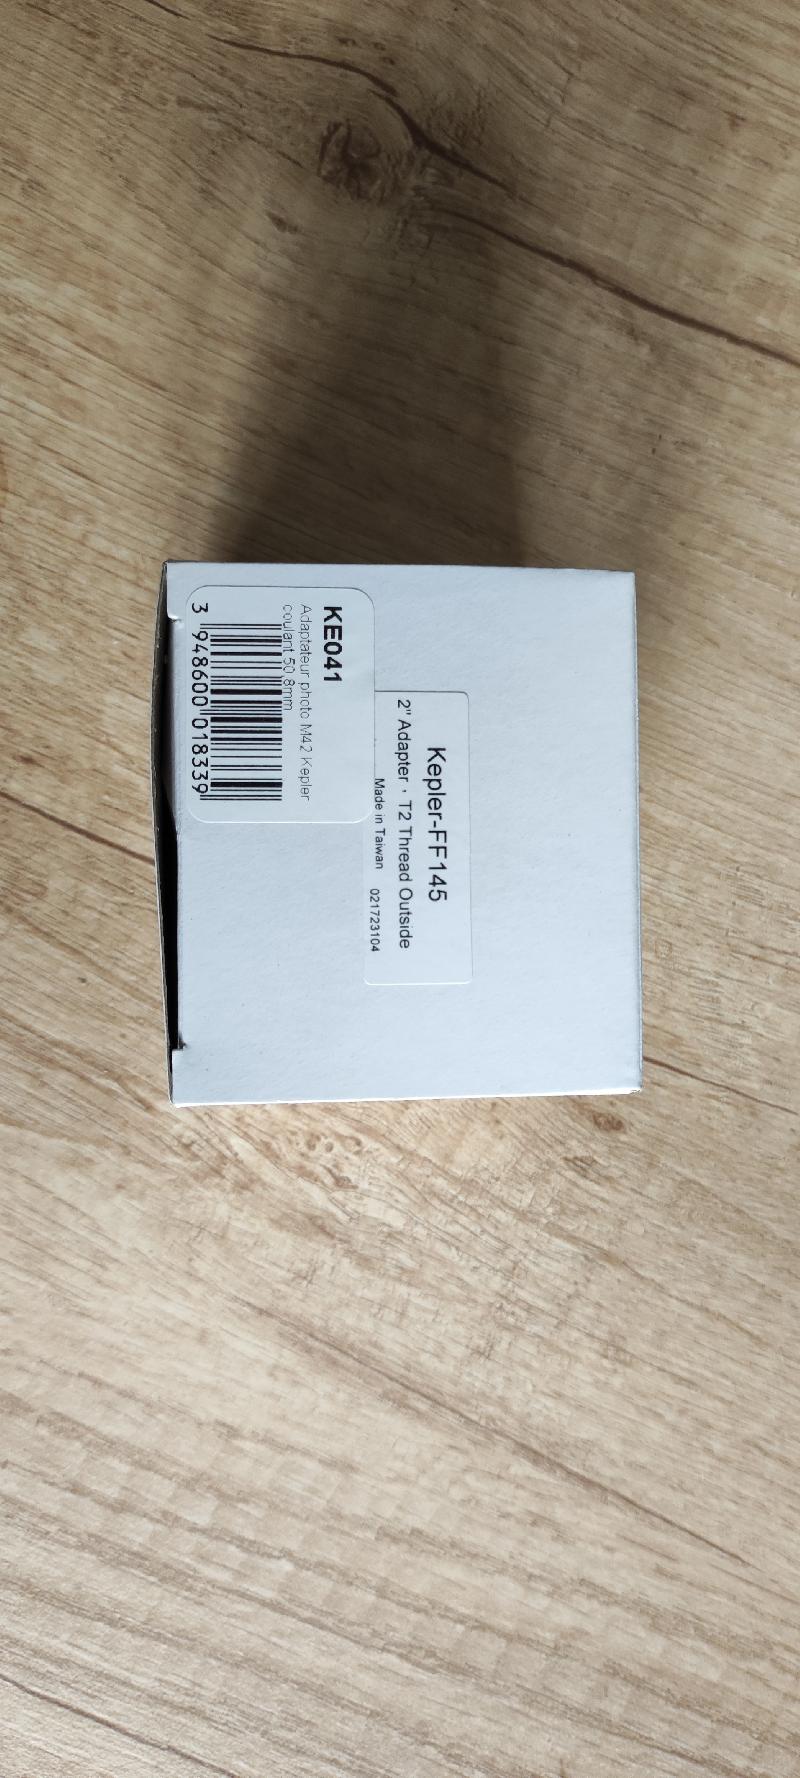 KE041
Adaptateur photo M42 Kepler
coulant 50,8mm
3 948600 018339
Kepler-FF145
2" Adapter，T2 Thread Outside
Made in Taiwan 021723104